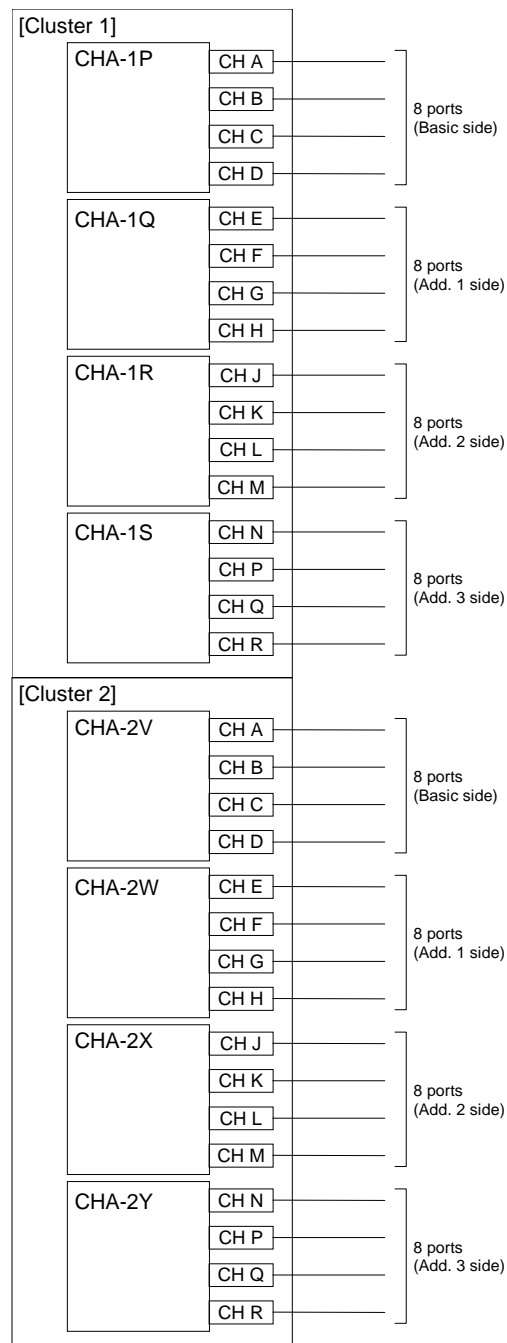 [Cluster 1]
CHA-1P
CH A
CH B
CH C
CH D
8 ports
(Basic side)
CHA-1Q
CH E
CH F
CH G
CH H
8 ports
(Add. 1 side)
CHA-1R
CH J
CH K
CH L
CH M
8 ports
(Add. 2 side)
CHA-1S
CH N
CH P
CH Q
CH R
8 ports
(Add. 3 side)
[Cluster 2]
CHA-2V
CH A
CH B
CH C
CH D
8 ports
(Basic side)
CHA-2W
CH E
CH F
CH G
CH H
8 ports
(Add. 1 side)
CHA-2X
CH J
CH K
CH L
CH M
8 ports
(Add. 2 side)
CHA-2Y
CH N
CH P
CH Q
CH R
8 ports
(Add. 3 side)